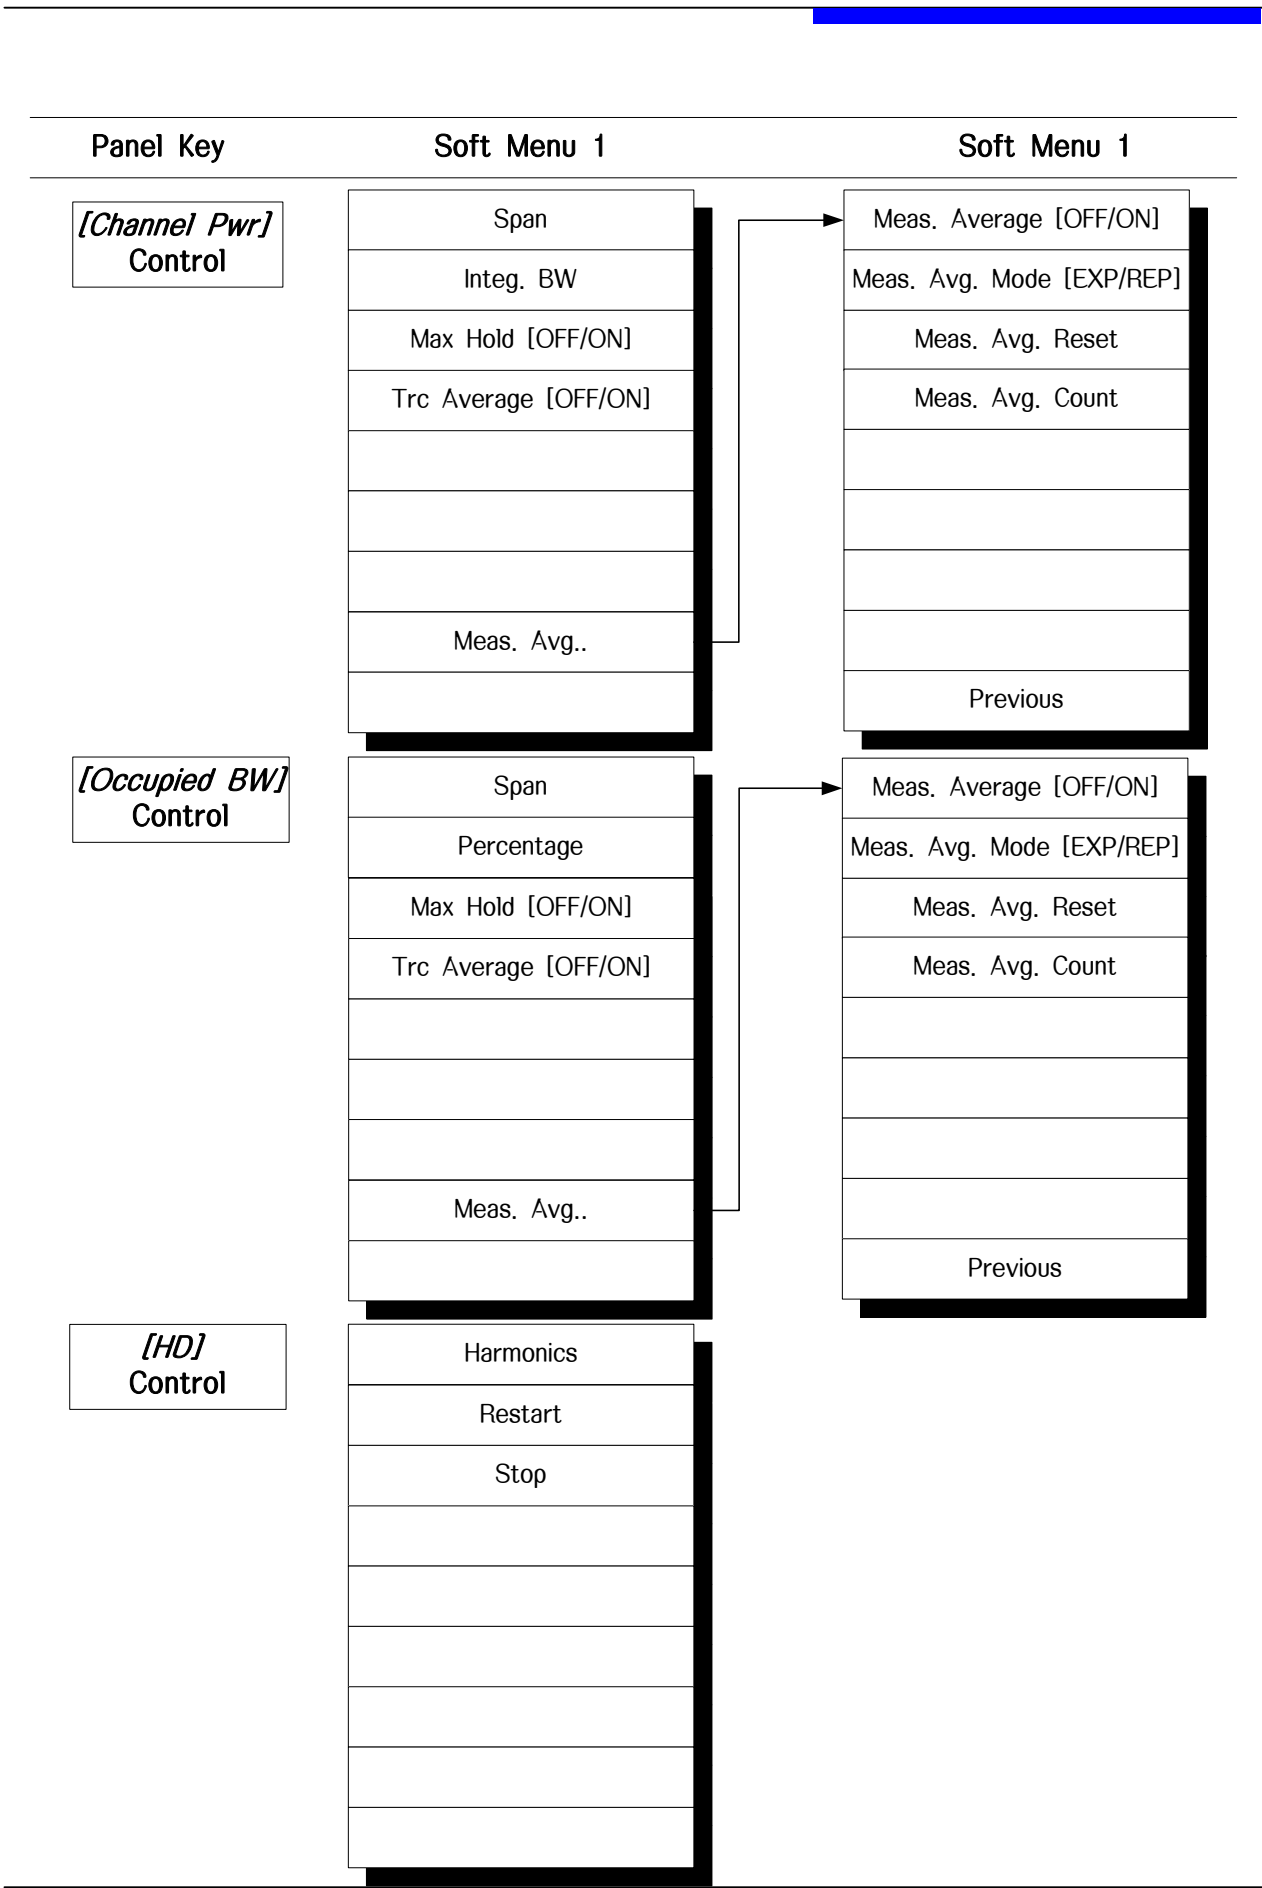 Panel Key Soft Menu 1 Soft Menu 1
[Channel Pwr]
Control
Span
Integ. BW
Max Hold [OFF/ON]
Trc Average [OFF/ON]
Meas. Avg..
Meas. Average [OFF/ON]
Meas. Avg. Mode [EXP/REP]
Meas. Avg. Reset
Meas. Avg. Count
Previous
[Occupied BW]
Control
Span
Percentage
Max Hold [OFF/ON]
Trc Average [OFF/ON]
Meas. Avg..
Meas. Average [OFF/ON]
Meas. Avg. Mode [EXP/REP]
Meas. Avg. Reset
Meas. Avg. Count
Previous
[HD]
Control
Harmonics
Restart
Stop